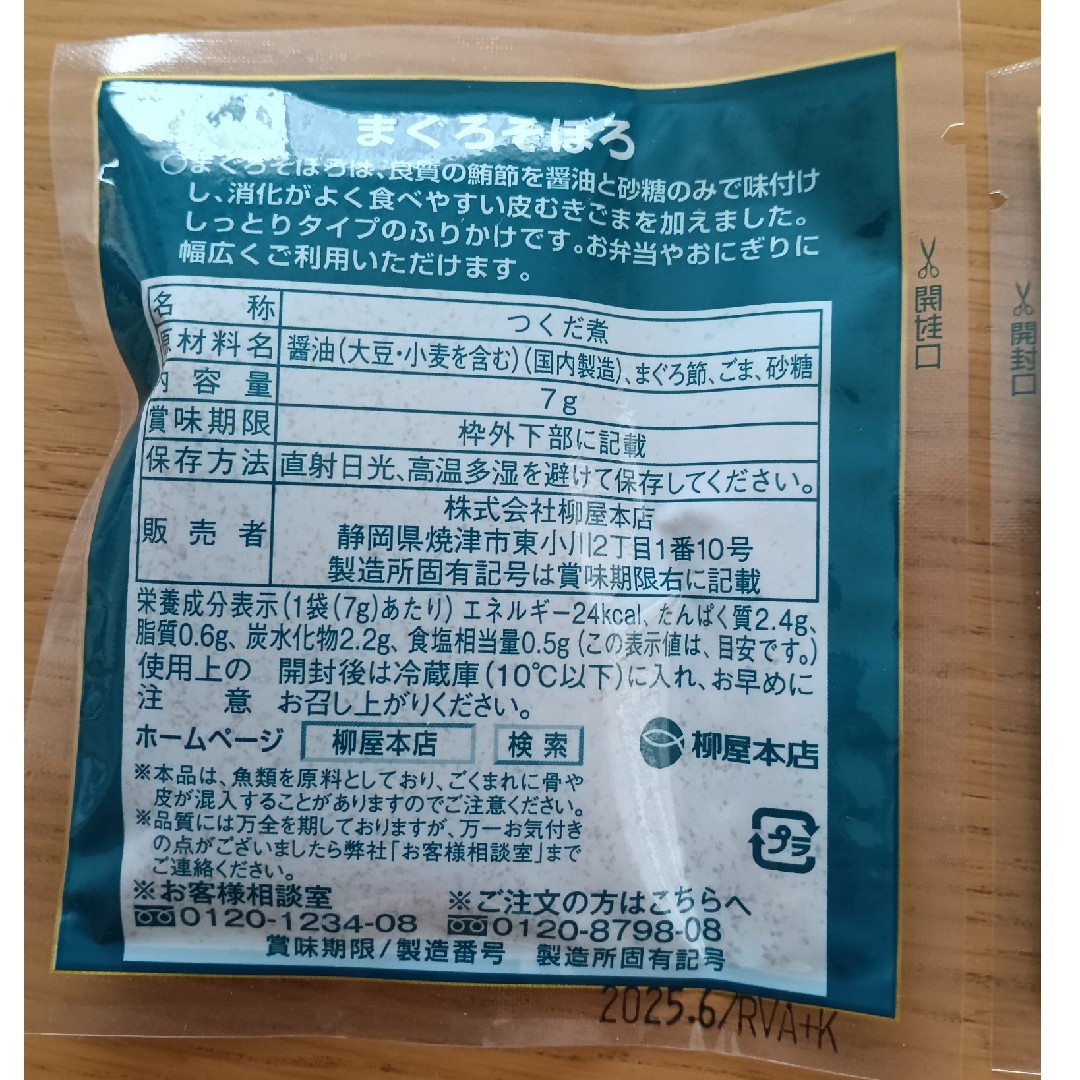 まぐろそぼろ
○まぐろそぼろは、良質の鮪節を醤油と砂糖のみで味付け
し、消化がよく食べやすい皮むきごまを加えました。
しっとりタイプのふりかけです。お弁当やおにぎりに
幅広くご利用いただけます。
名称 つくだ煮
原材料名 醤油(大豆・小麦を含む)(国内製造)、まぐろ節、ごま、砂糖
内容量 7g
賞味期限 枠外下部に記載
保存方法 直射日光、高温多湿を避けて保存してください。
販売者 株式会社柳屋本店
静岡県焼津市東小川2丁目1番10号
製造所固有記号は賞味期限右に記載
栄養成分表示(1袋(7g)あたり) エネルギー24kcal、たんぱく質2.4g、
脂質0.6g、炭水化物2.2g、食塩相当量0.5g (この表示値は、目安です。)
使用上の 開封後は冷蔵庫(10℃以下)に入れ、お早めに
注意 お召し上がりください。
ホームページ 柳屋本店 検索
柳屋本店
※本品は、魚類を原料としており、ごくまれに骨や
皮が混入することがありますのでご注意ください。
※品質には万全を期しておりますが、万一お気付き
の点がございましたら弊社「お客様相談室」まで
ご連絡ください。
プラ
※お客様相談室 ※ご注文の方はこちらへ
0120-1234-08 0120-8798-08
賞味期限/製造番号 製造所固有記号
2025.6/RVA+K
開封口
開封口